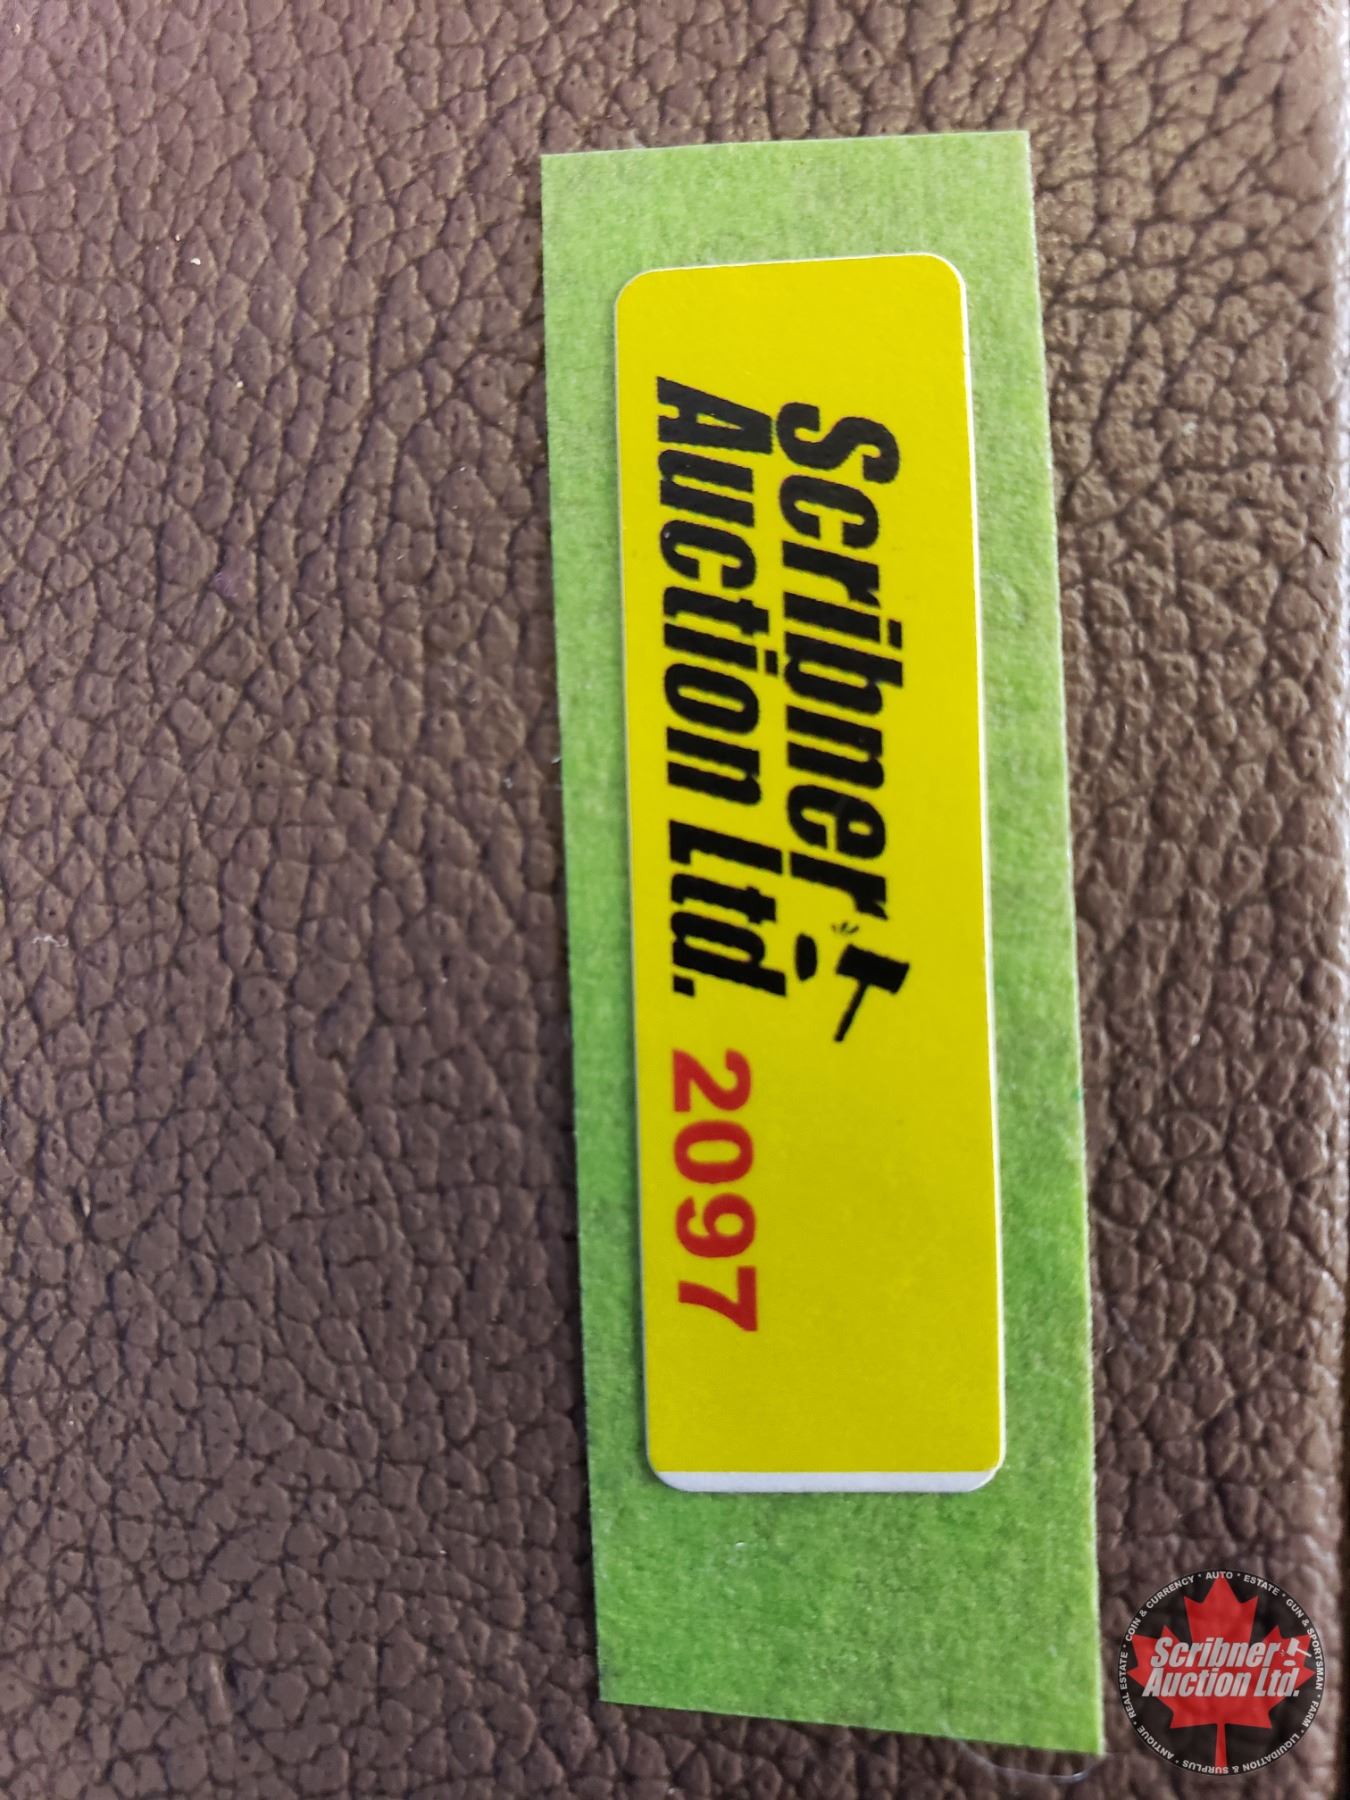 Scribner
Auction Ltd. 2097
COIN & CURRENCY • AUTO • ESTATE • GUN & SPORTSMAN • FARM • LIQUIDATION & SURPLUS • ANTIQUE • REAL ESTATE •
Scribner
Auction Ltd.